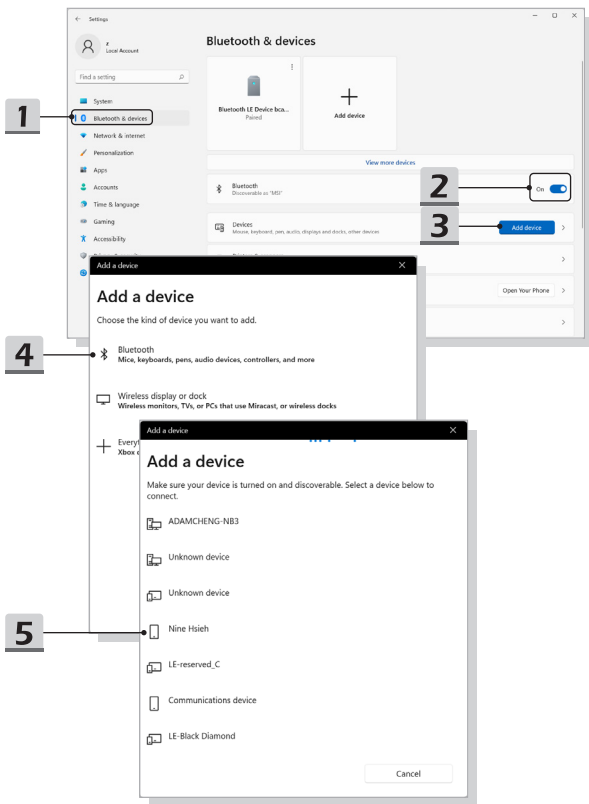 Settings
z
Local Account
Find a setting
System
1
Bluetooth & devices
Network & internet
Personalization
Apps
Accounts
Time & language
Gaming
Accessibility
Bluetooth & devices
Bluetooth LE Device bca...
Paired
Add device
View more devices
Bluetooth
Discoverable as "MSI"
2
On
Devices
Mouse, keyboard, pen, audio, displays and docks, other devices
3
Add device
Open Your Phone
Add a device
Add a device
Choose the kind of device you want to add.
4
Bluetooth
Mice, keyboards, pens, audio devices, controllers, and more
Wireless display or dock
Wireless monitors, TVs, or PCs that use Miracast, or wireless docks
Xbox
Add a device
Add a device
Make sure your device is turned on and discoverable. Select a device below to
connect.
ADAMCHENG-NB3
Unknown device
Unknown device
5
Nine Hsieh
LE-reserved_C
Communications device
LE-Black Diamond
Cancel